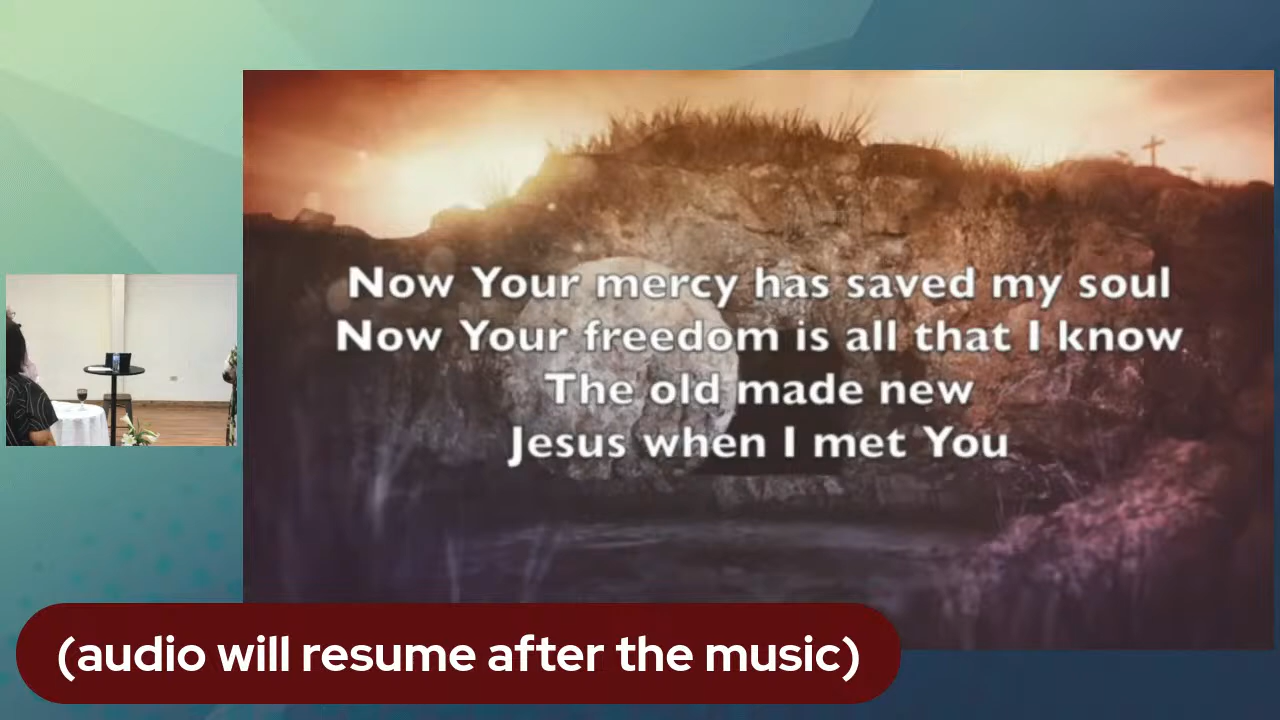 Now Your mercy has saved my soul
Now Your freedom is all that I know
The old made new
Jesus when I met You
(audio will resume after the music)